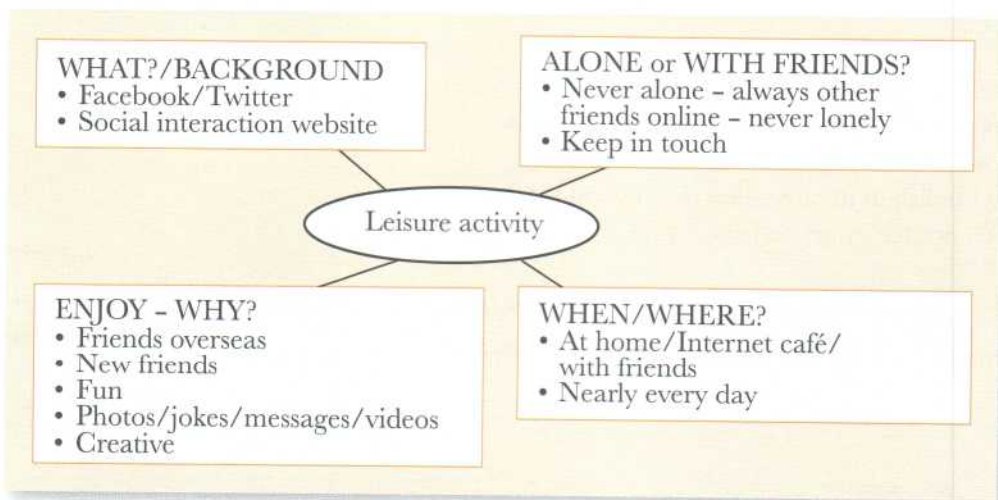 WHAT?/BACKGROUND
• Facebook/Twitter
• Social interaction website
ALONE or WITH FRIENDS?
• Never alone – always other
friends online – never lonely
• Keep in touch
Leisure activity
ENJOY – WHY?
• Friends overseas
• New friends
• Fun
• Photos/jokes/messages/videos
• Creative
WHEN/WHERE?
• At home/Internet café/
with friends
• Nearly every day